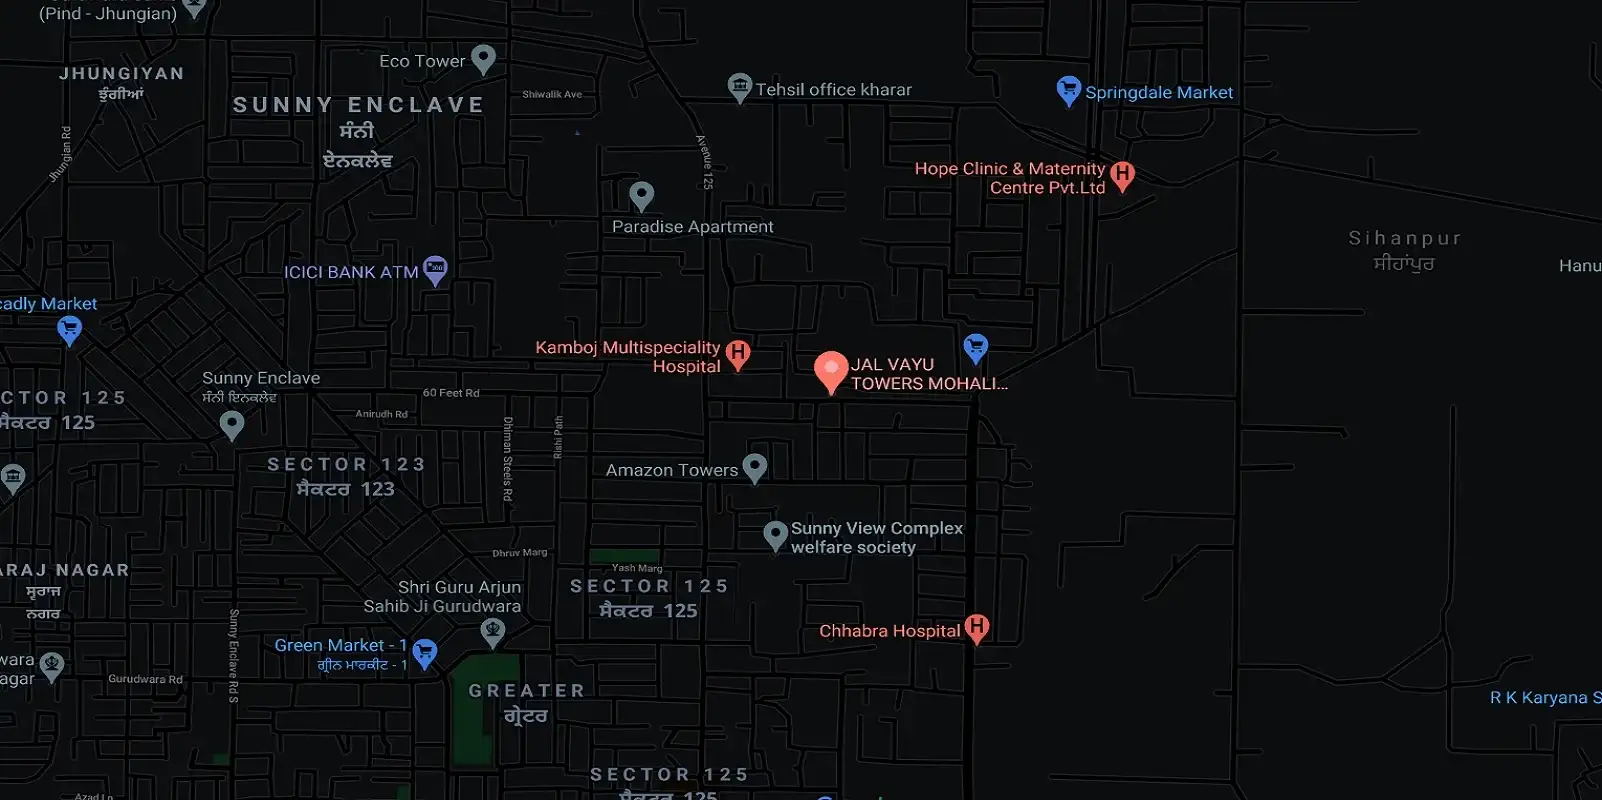 (Pind - Jhungian)
JHUNGIYAN
ਝੁੰਗੀਆਂ
Eco Tower
SUNNY ENCLAVE
ਸੰਨੀ
ਏਨਕਲੇਵ
Shiwalik Ave
Tehsil office kharar
Springdale Market
Jhungian Rd
Avenue 125
Hope Clinic & Maternity
Centre Pvt.Ltd
Paradise Apartment
Sihanpur
ਸੀਹਾਂਪੁਰ
Hanu
ICICI BANK ATM
cadly Market
Kamboj Multispeciality
Hospital
JAL VAYU
TOWERS MOHALI...
Sunny Enclave
ਸੰਨੀ ਇਨਕਲੇਵ
60 Feet Rd
Anirudh Rd
CTOR 125
ਸੈਕਟਰ 125
Dhiman Steels Rd
Rishi Path
SECTOR 123
ਸੈਕਟਰ 123
Amazon Towers
Sunny View Complex
welfare society
Dhruv Marg
Yash Marg
ARAJ NAGAR
ਸ੍ਵਰਾਜ
ਨਗਰ
Shri Guru Arjun
Sahib Ji Gurudwara
SECTOR 125
ਸੈਕਟਰ 125
Sunny Enclave Rd S
Chhabra Hospital
Green Market - 1
ਗ੍ਰੀਨ ਮਾਰਕੀਟ - 1
wara
agar
Gurudwara Rd
GREATER
ਗ੍ਰੇਟਰ
R K Karyana S
SECTOR 125
ਸੈਕਟਰ 125
Azad Ln